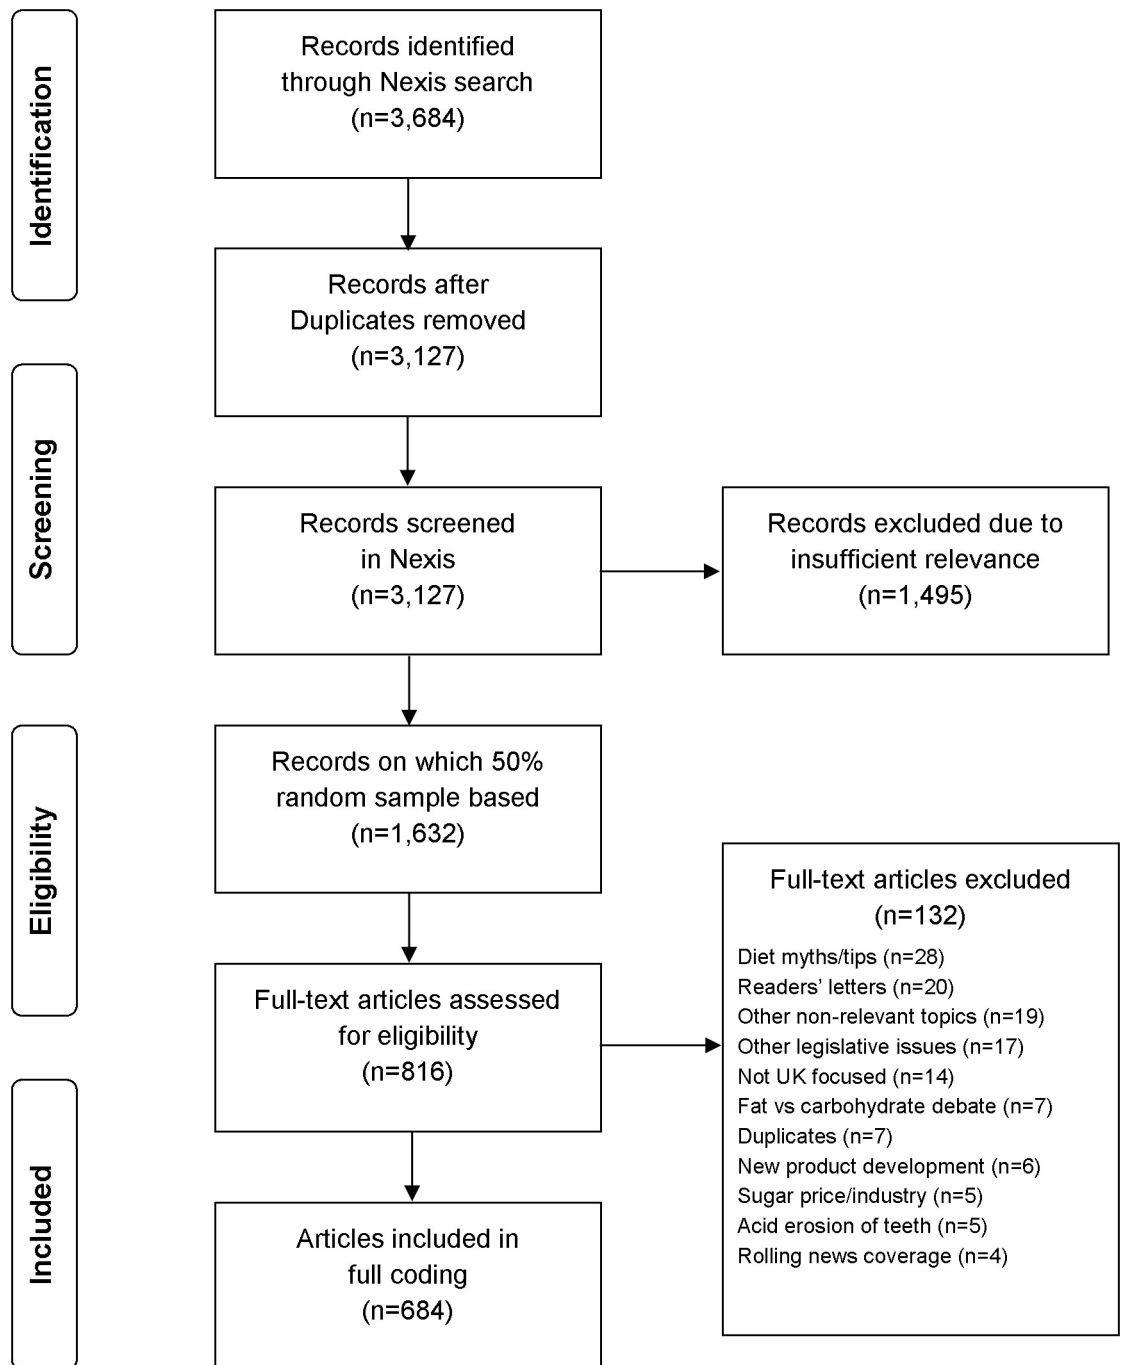 Identification
Records identified
through Nexis search
(n=3,684)
Records after
Duplicates removed
(n=3,127)
Screening
Records screened
in Nexis
(n=3,127)
Records excluded due to
insufficient relevance
(n=1,495)
Eligibility
Records on which 50%
random sample based
(n=1,632)
Full-text articles assessed
for eligibility
(n=816)
Full-text articles excluded
(n=132)
Diet myths/tips (n=28)
Readers’ letters (n=20)
Other non-relevant topics (n=19)
Other legislative issues (n=17)
Not UK focused (n=14)
Fat vs carbohydrate debate (n=7)
Duplicates (n=7)
New product development (n=6)
Sugar price/industry (n=5)
Acid erosion of teeth (n=5)
Rolling news coverage (n=4)
Included
Articles included in
full coding
(n=684)